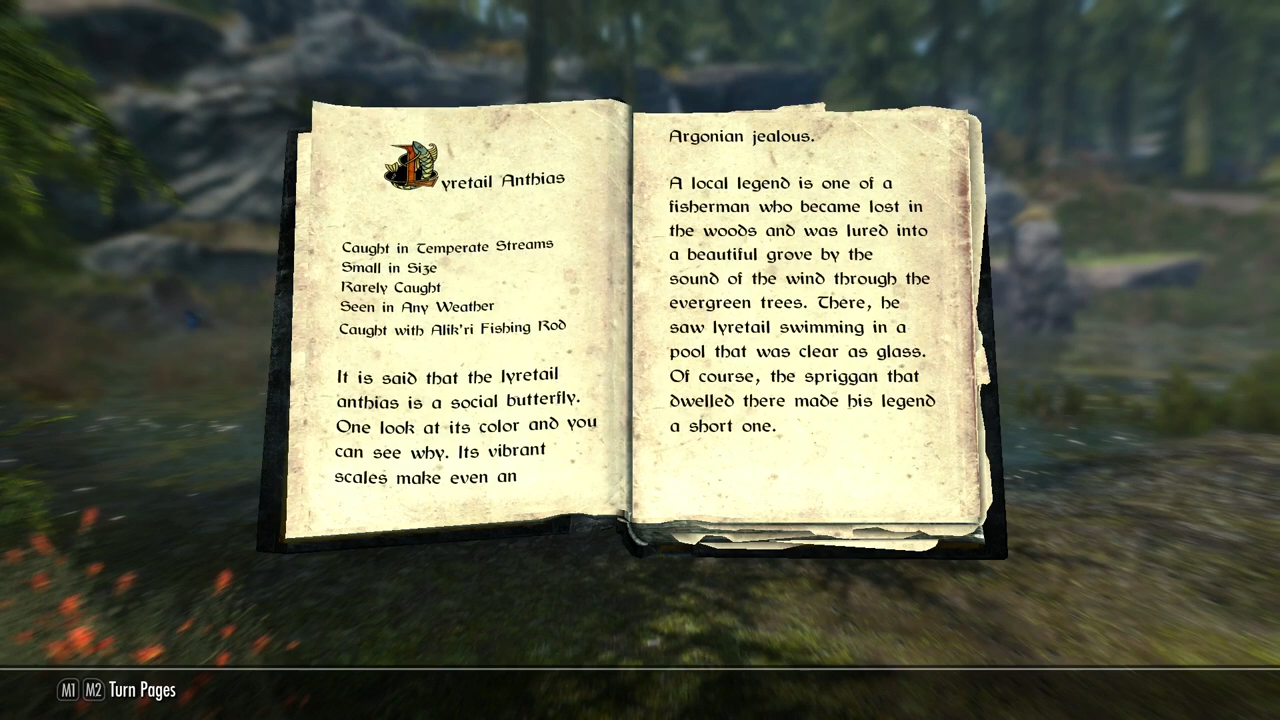 Lyretail Anthias
Caught in Temperate Streams
Small in Size
Rarely Caught
Seen in Any Weather
Caught with Alik'ri Fishing Rod
It is said that the lyretail
anthias is a social butterfly.
One look at its color and you
can see why. Its vibrant
scales make even an
Argonian jealous.
A local legend is one of a
fisherman who became lost in
the woods and was lured into
a beautiful grove by the
sound of the wind through the
evergreen trees. There, he
saw lyretail swimming in a
pool that was clear as glass.
Of course, the spriggan that
dwelled there made his legend
a short one.
M1 M2 Turn Pages